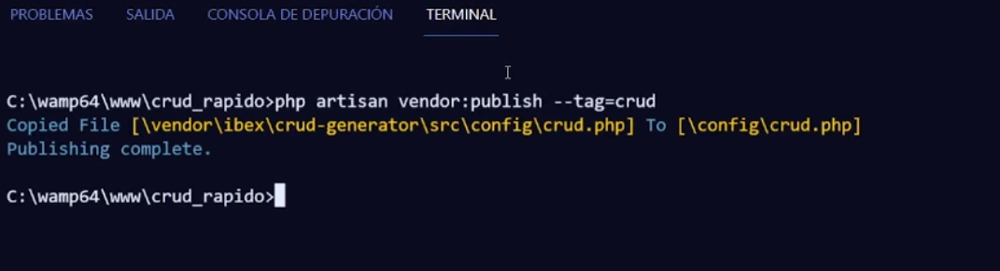 PROBLEMAS SALIDA CONSOLA DE DEPURACIÓN TERMINAL
C:\wamp64\www\crud_rapido>php artisan vendor:publish --tag=crud
Copied File [\vendor\ibex\crud-generator\src\config\crud.php] To [\config\crud.php]
Publishing complete.
C:\wamp64\www\crud_rapido>